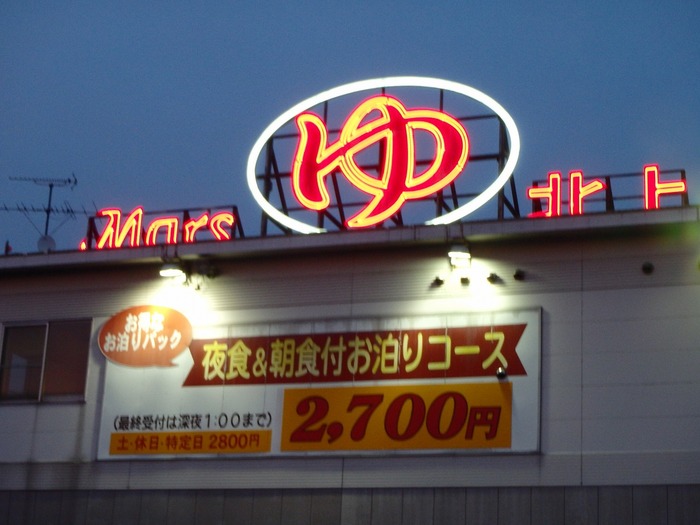 Mars ゆ 北上
お得な
お泊りパック
夜食&朝食付お泊りコース
(最終受付は深夜1:00まで)
土・休日・特定日 2800円
2,700円